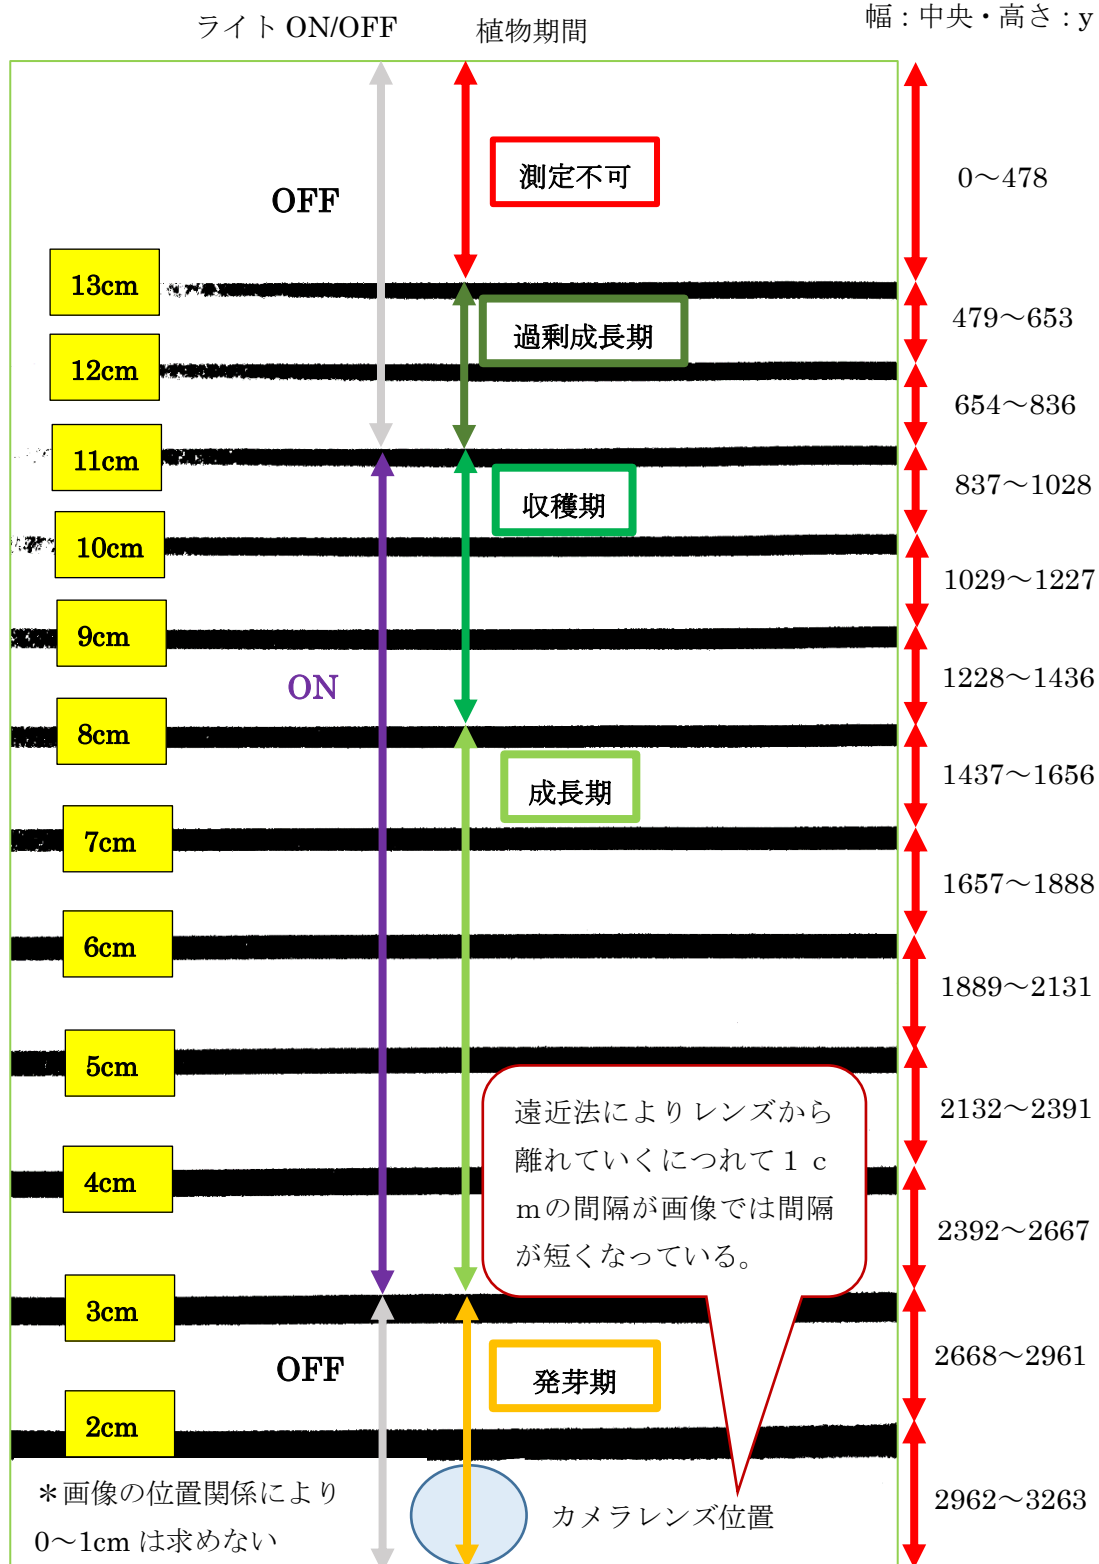 ライト ON/OFF
植物期間
幅：中央・高さ：y
測定不可
OFF
0～478
13cm
過剰成長期
479～653
12cm
654～836
11cm
収穫期
837～1028
10cm
1029～1227
9cm
ON
1228～1436
8cm
成長期
1437～1656
7cm
1657～1888
6cm
1889～2131
5cm
遠近法によりレンズから
離れていくにつれて１ｃ
ｍの間隔が画像では間隔
が短くなっている。
2132～2391
4cm
2392～2667
3cm
OFF
発芽期
2668～2961
2cm
＊画像の位置関係により
0～1cm は求めない
カメラレンズ位置
2962～3263